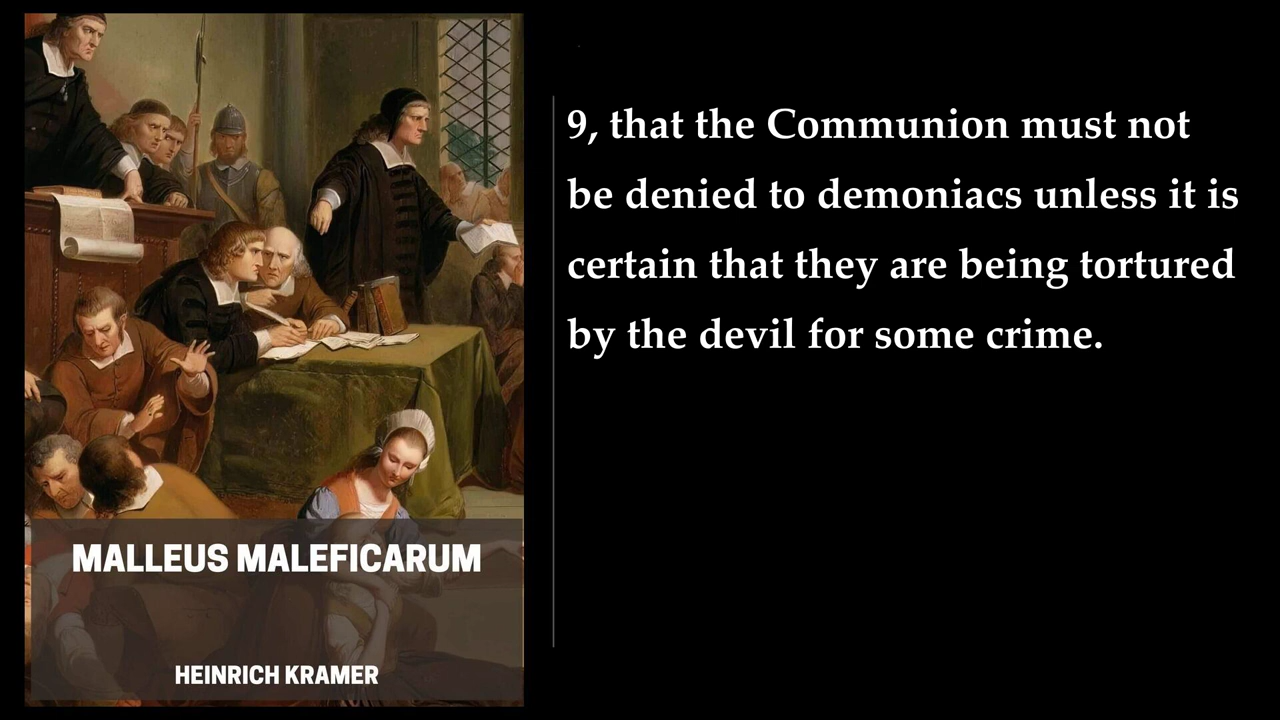 MALLEUS MALEFICARUM
HEINRICH KRAMER
9, that the Communion must not
be denied to demoniacs unless it is
certain that they are being tortured
by the devil for some crime.